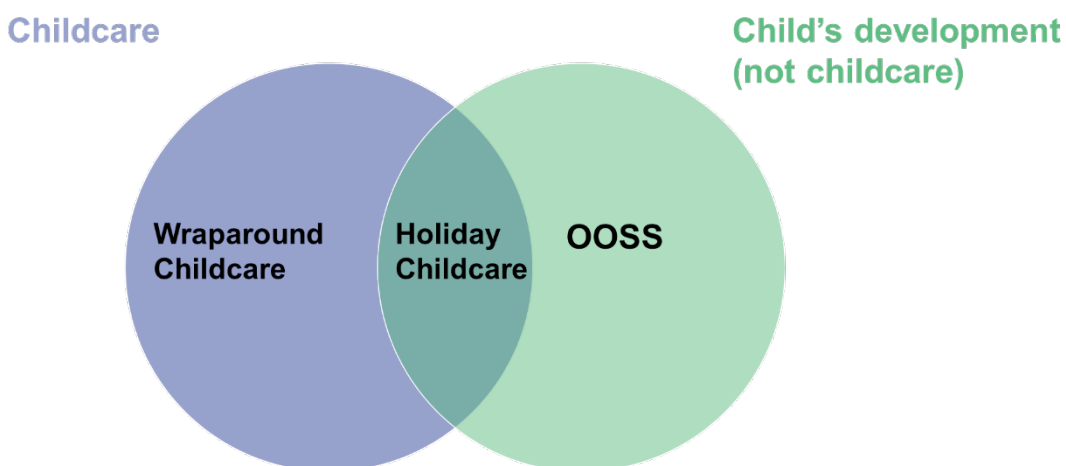 Childcare
Child’s development
(not childcare)
Wraparound
Childcare
Holiday
Childcare
OOSS